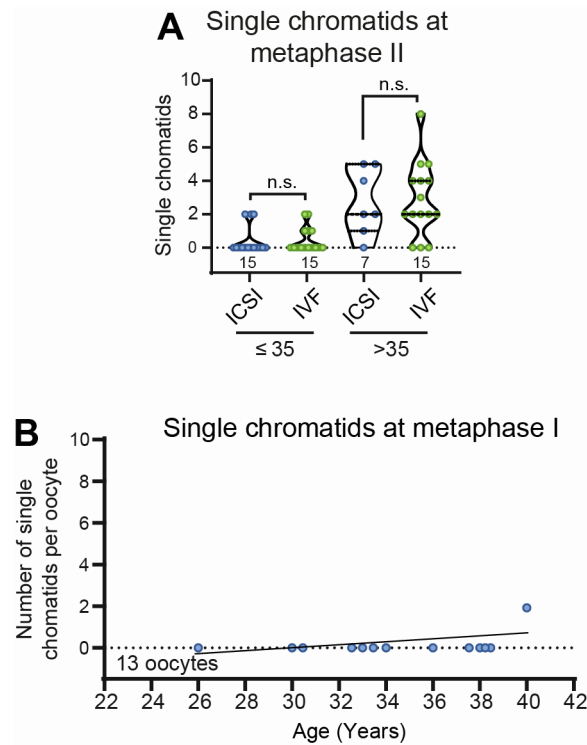 A
Single chromatids at
metaphase II
Single chomatids
10
8
6
4
2
0
n.s.
n.s.
15
15
7
15
ICSI
IVF
ICSI
IVF
≤ 35
>35
B
Single chromatids at metaphase I
Number of single
chomatids per oocyte
10
8
6
4
2
0
13 oocytes
22 24 26 28 30 32 34 36 38 40 42
Age (Years)